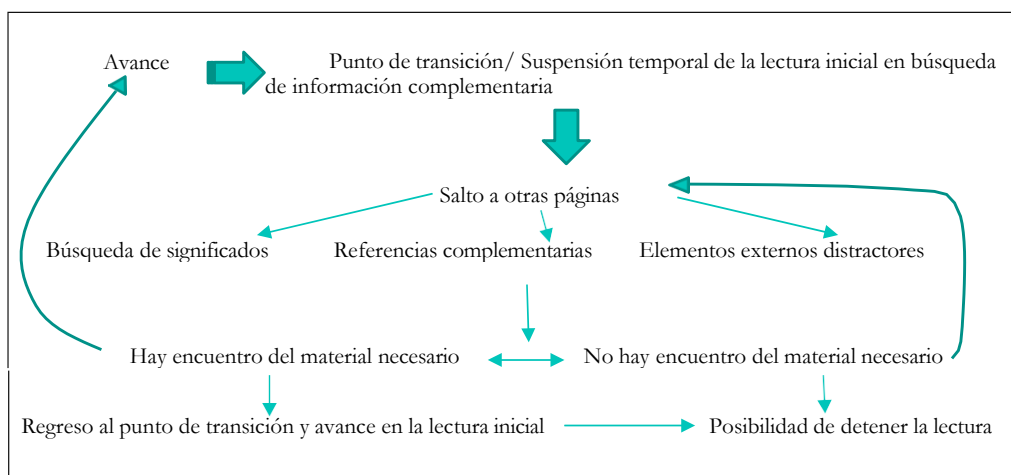 Avance
Punto de transición/ Suspensión temporal de la lectura inicial en búsqueda
de información complementaria
Salto a otras páginas
Búsqueda de significados
Referencias complementarias
Elementos externos distractores
Hay encuentro del material necesario
No hay encuentro del material necesario
Regreso al punto de transición y avance en la lectura inicial
Posibilidad de detener la lectura